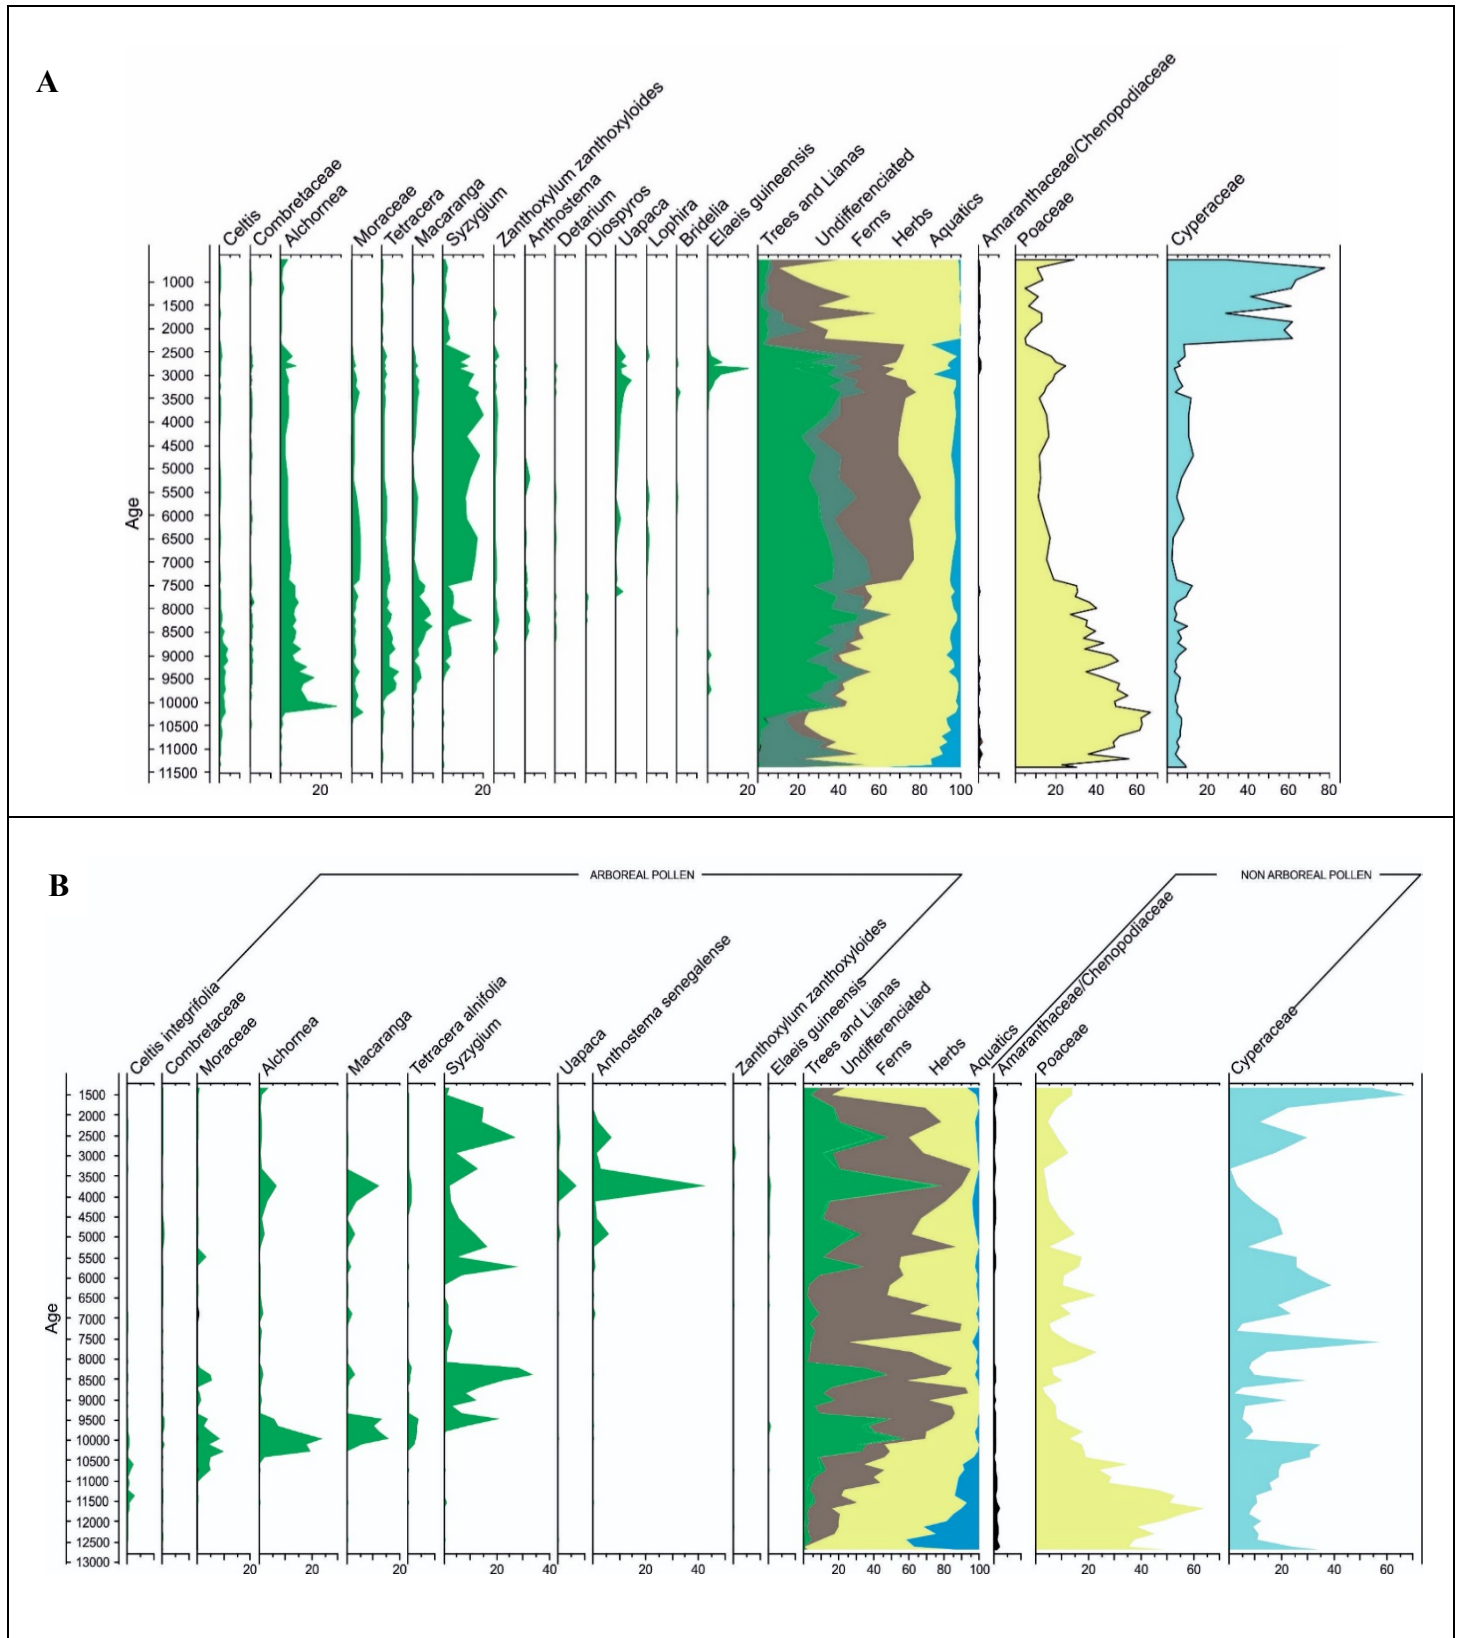 A
Celtis
Combretaceae
Alchornea
Moraceae
Tetracera
Macaranga
Syzygium
Zanthoxylum zanthoxyloides
Anthostema
Detarium
Diospyros
Uapaca
Lophira
Bridelia
Elaeis guineensis
Trees and Lianas
Undifferenciated
Ferns
Herbs
Aquatics
Amaranthaceae/Chenopodiaceae
Poaceae
Cyperaceae
Age
1000
1500
2000
2500
3000
3500
4000
4500
5000
5500
6000
6500
7000
7500
8000
8500
9000
9500
10000
10500
11000
11500
20 20 20 20 40 60 80 100 20 40 60 20 40 60 80
B
ARBOREAL POLLEN NON ARBOREAL POLLEN
Celtis integrifolia
Combretaceae
Moraceae
Alchornea
Macaranga
Tetracera alnifolia
Syzygium
Uapaca
Anthostema senegalense
Zanthoxylum zanthoxyloides
Elaeis guineensis
Trees and Lianas
Undifferenciated
Ferns
Herbs
Aquatics
Amaranthaceae/Chenopodiaceae
Poaceae
Cyperaceae
Age
1500
2000
2500
3000
3500
4000
4500
5000
5500
6000
6500
7000
7500
8000
8500
9000
9500
10000
10500
11000
11500
12000
12500
13000
20 20 20 20 40 20 40 20 40 60 80 100 20 40 60 20 40 60